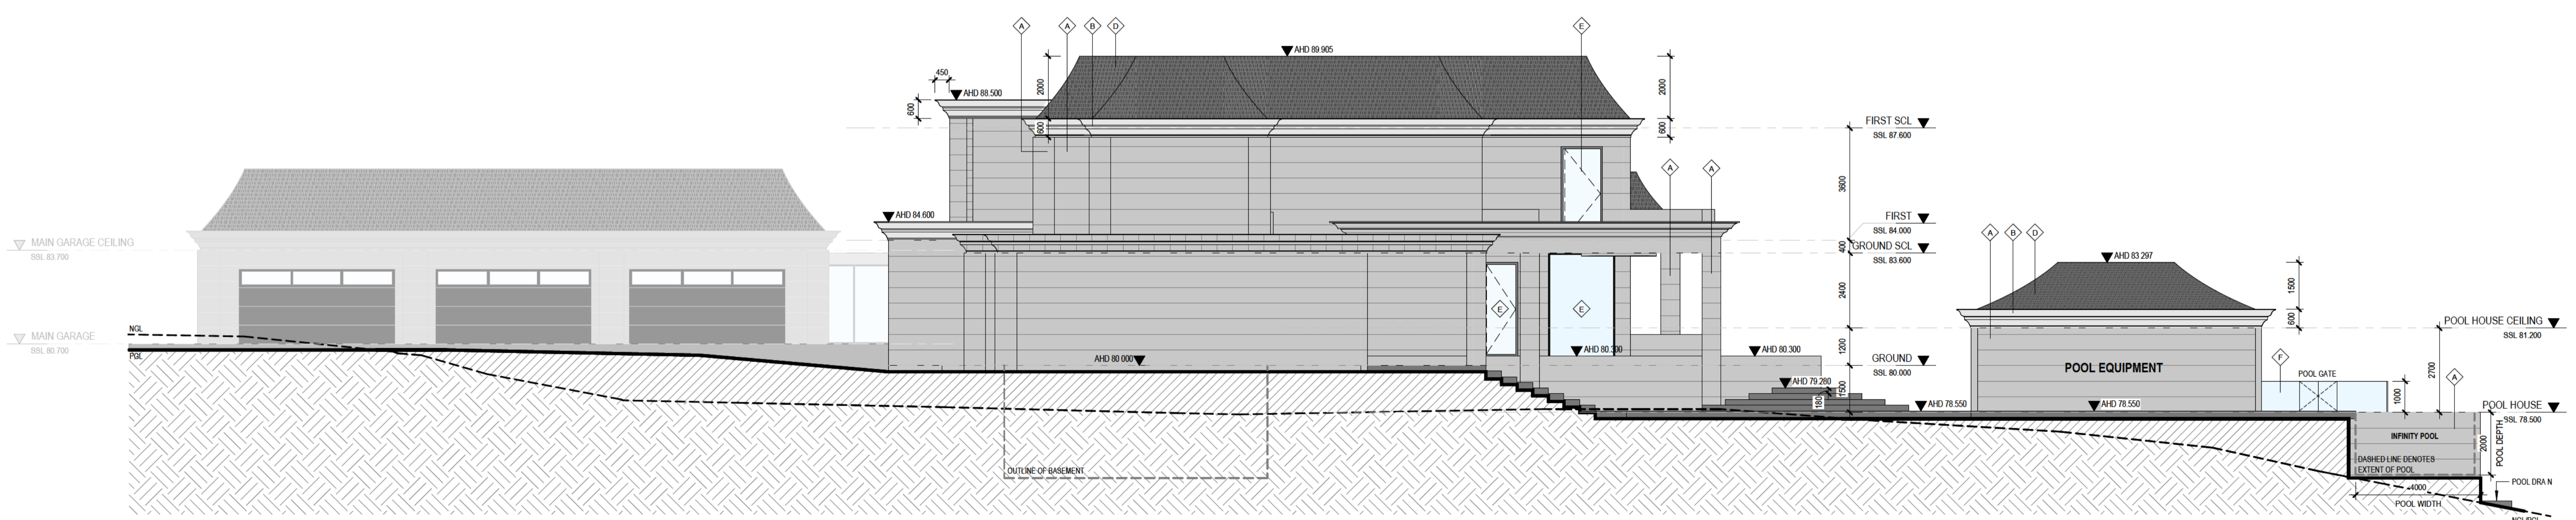 A
A
B
D
E
AHD 89.905
450
AHD 88.500
600
2000
600
2000
600
FIRST SCL
SSL 87.600
A
A
3600
AHD 84.600
FIRST
SSL 84.000
400
GROUND SCL
SSL 83.600
2400
MAIN GARAGE CEILING
SSL 83.700
A
B
D
AHD 83 297
1500
600
E
E
POOL HOUSE CEILING
SSL 81.200
NGL
MAIN GARAGE
SSL 80.700
PGL
AHD 80 000
AHD 80.300
AHD 80.300
1200
GROUND
SSL 80.000
POOL EQUIPMENT
F
POOL GATE
2700
A
1000
AHD 79.280
180
1500
AHD 78.550
AHD 78.550
POOL HOUSE
SSL 78.500
INFINITY POOL
DASHED LINE DENOTES
EXTENT OF POOL
2000
POOL DEPTH
OUTLINE OF BASEMENT
4000
POOL WIDTH
POOL DRA N